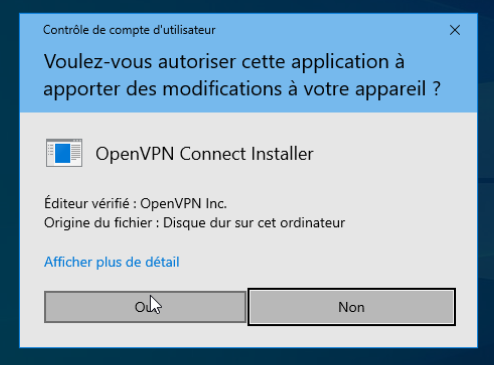 Contrôle de compte d'utilisateur
Voulez-vous autoriser cette application à
apporter des modifications à votre appareil ?
OpenVPN Connect Installer
Éditeur vérifié : OpenVPN Inc.
Origine du fichier : Disque dur sur cet ordinateur
Afficher plus de détail
Oui
Non